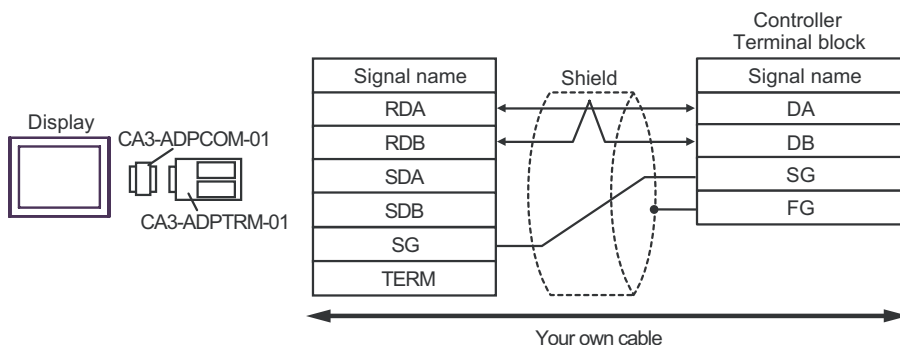 Controller
Terminal block
Signal name
Shield
Signal name
RDA
DA
Display
CA3-ADPCOM-01
RDB
DB
SDA
SG
SDB
FG
CA3-ADPTRM-01
SG
TERM
Your own cable